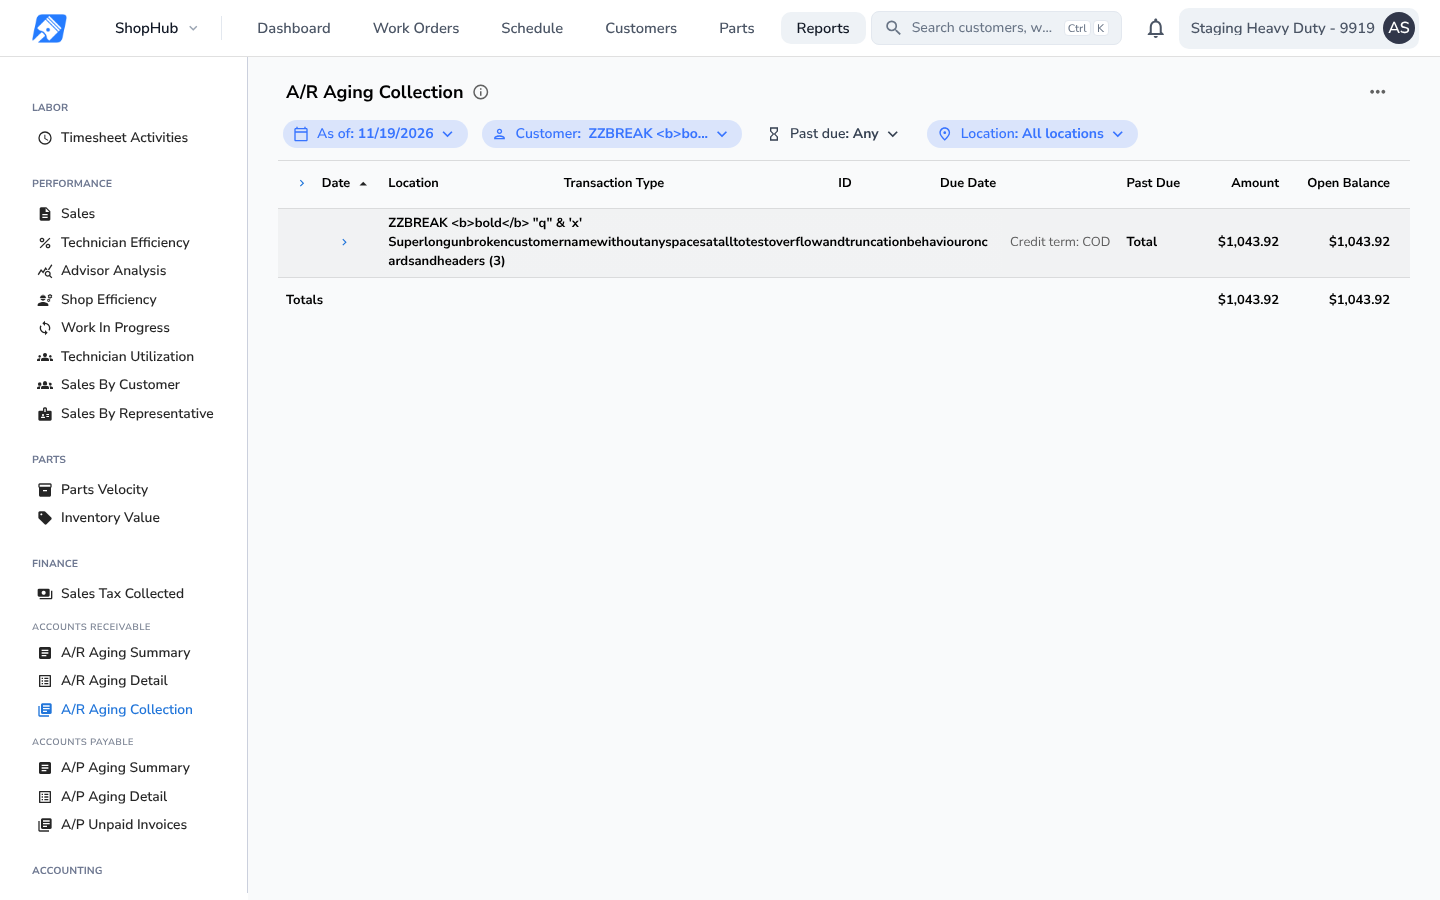 ShopHub
Dashboard
Work Orders
Schedule
Customers
Parts
Reports
Search customers, w...
Ctrl K
Staging Heavy Duty - 9919
AS
LABOR
Timesheet Activities
PERFORMANCE
Sales
Technician Efficiency
Advisor Analysis
Shop Efficiency
Work In Progress
Technician Utilization
Sales By Customer
Sales By Representative
PARTS
Parts Velocity
Inventory Value
FINANCE
Sales Tax Collected
ACCOUNTS RECEIVABLE
A/R Aging Summary
A/R Aging Detail
A/R Aging Collection
ACCOUNTS PAYABLE
A/P Aging Summary
A/P Aging Detail
A/P Unpaid Invoices
ACCOUNTING
A/R Aging Collection
As of: 11/19/2026
Customer: ZZBREAK <b>bo...
Past due: Any
Location: All locations
Date Location Transaction Type ID Due Date Past Due Amount Open Balance
ZZBREAK <b>bold</b> "q" & 'x'
Superlongunbrokencustomernamewithoutanyspacesatalltotestoverflowandtruncationbehaviouronc
ardsandheaders (3)
Credit term: COD Total $1,043.92 $1,043.92
Totals $1,043.92 $1,043.92